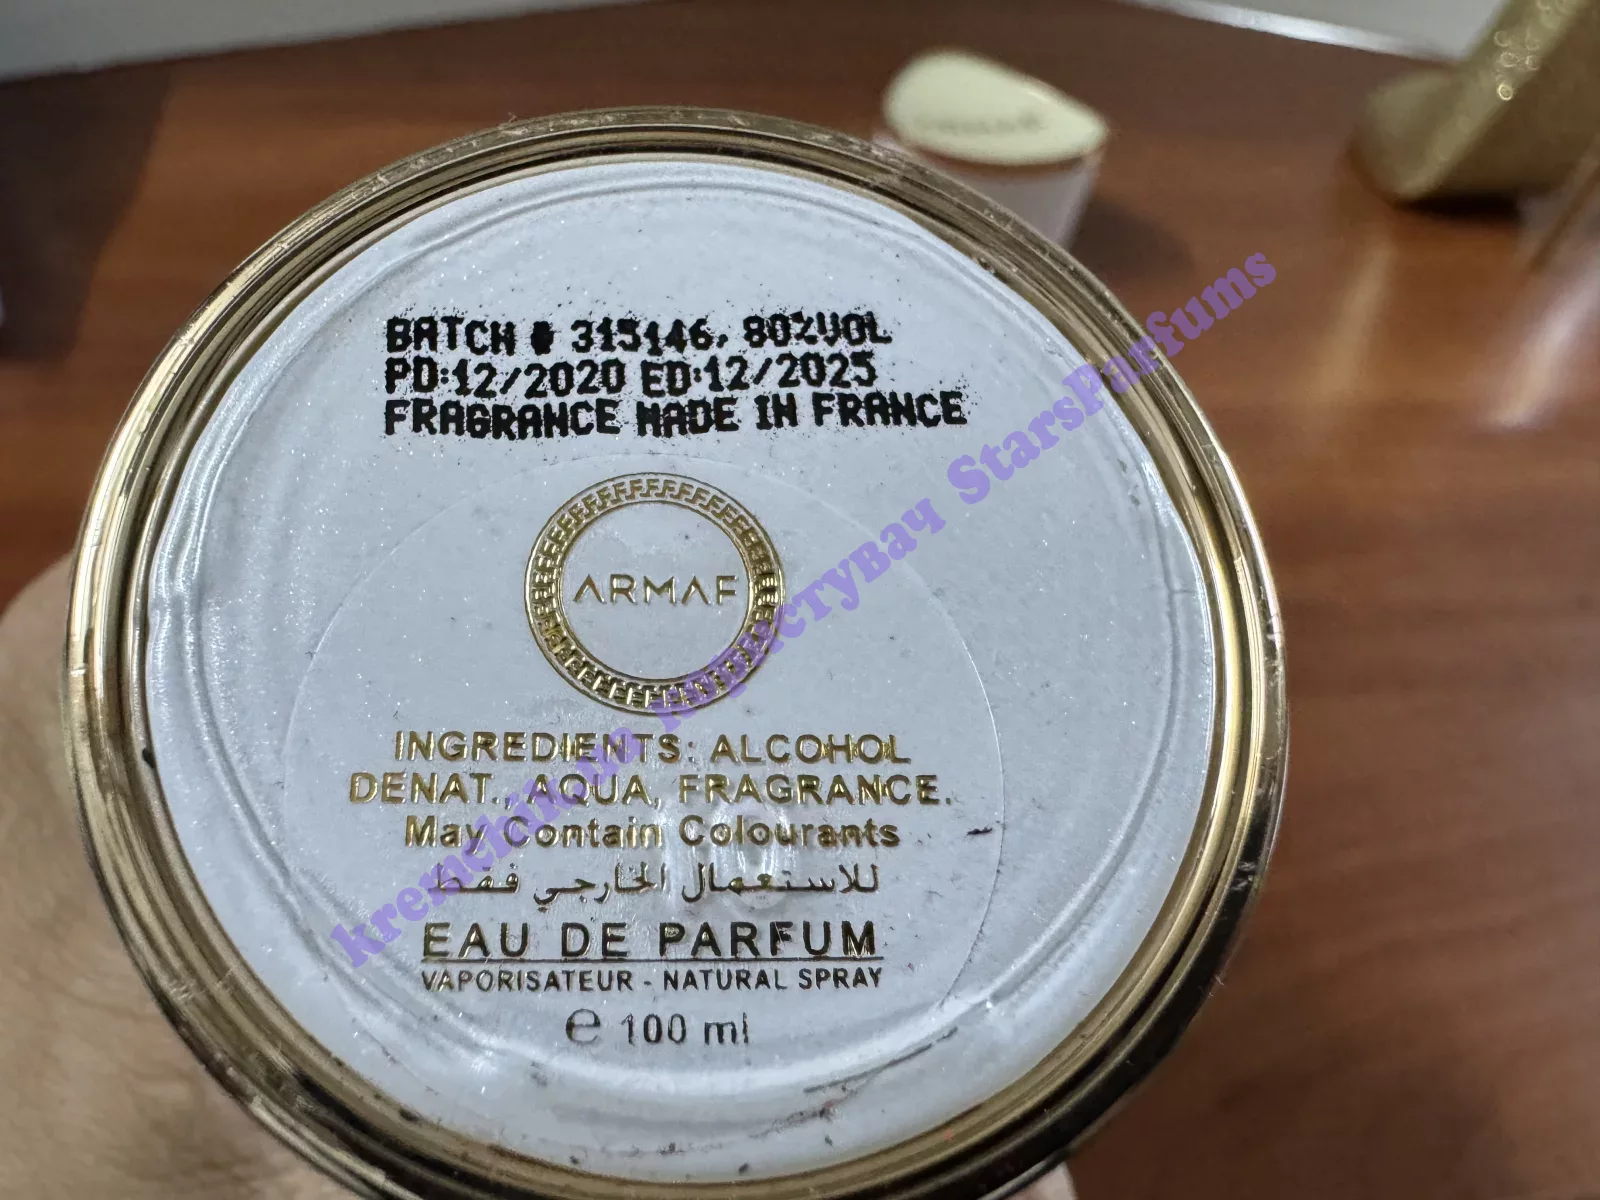 BATCH # 315146, 80%VOL
PD:12/2020 ED:12/2025
FRAGRANCE MADE IN FRANCE
ARMAF
INGREDIENTS: ALCOHOL
DENAT., AQUA, FRAGRANCE.
May Contain Colourants
للاستعمال الخارجي فقط
EAU DE PARFUM
VAPORISATEUR - NATURAL SPRAY
e 100 ml
StarsParfums